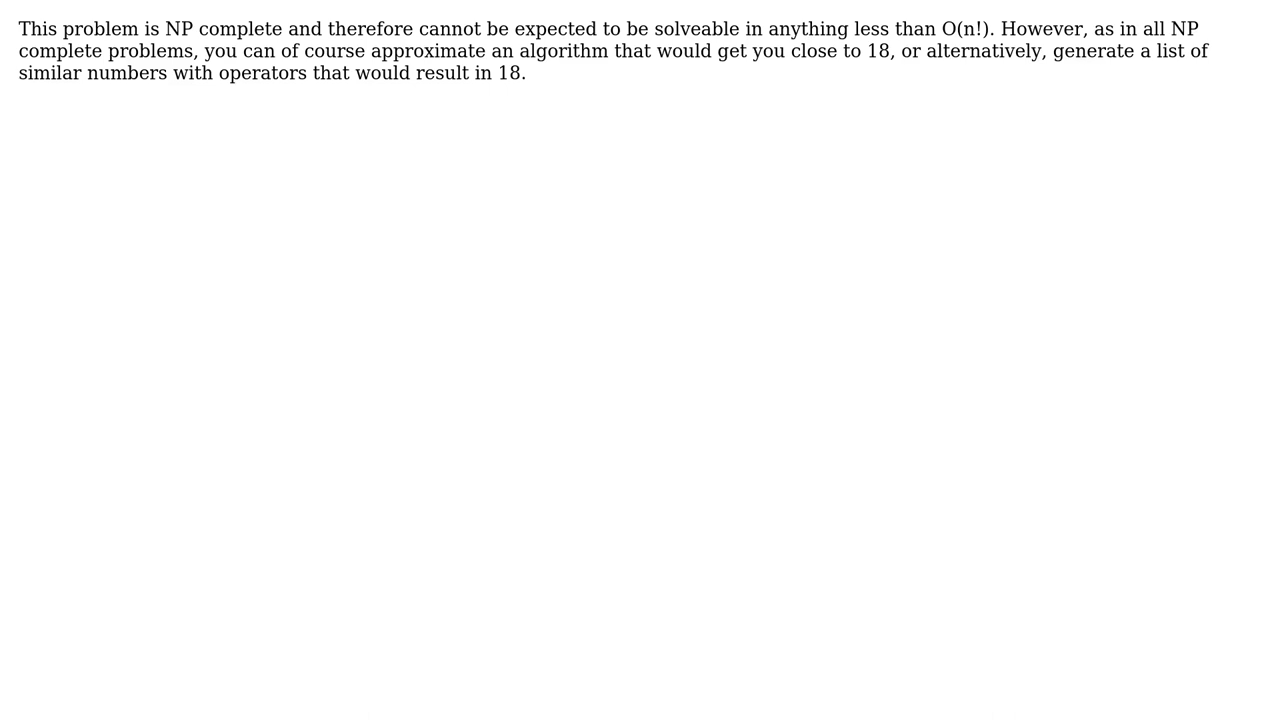 This problem is NP complete and therefore cannot be expected to be solveable in anything less than O(n!). However, as in all NP
complete problems, you can of course approximate an algorithm that would get you close to 18, or alternatively, generate a list of
similar numbers with operators that would result in 18.